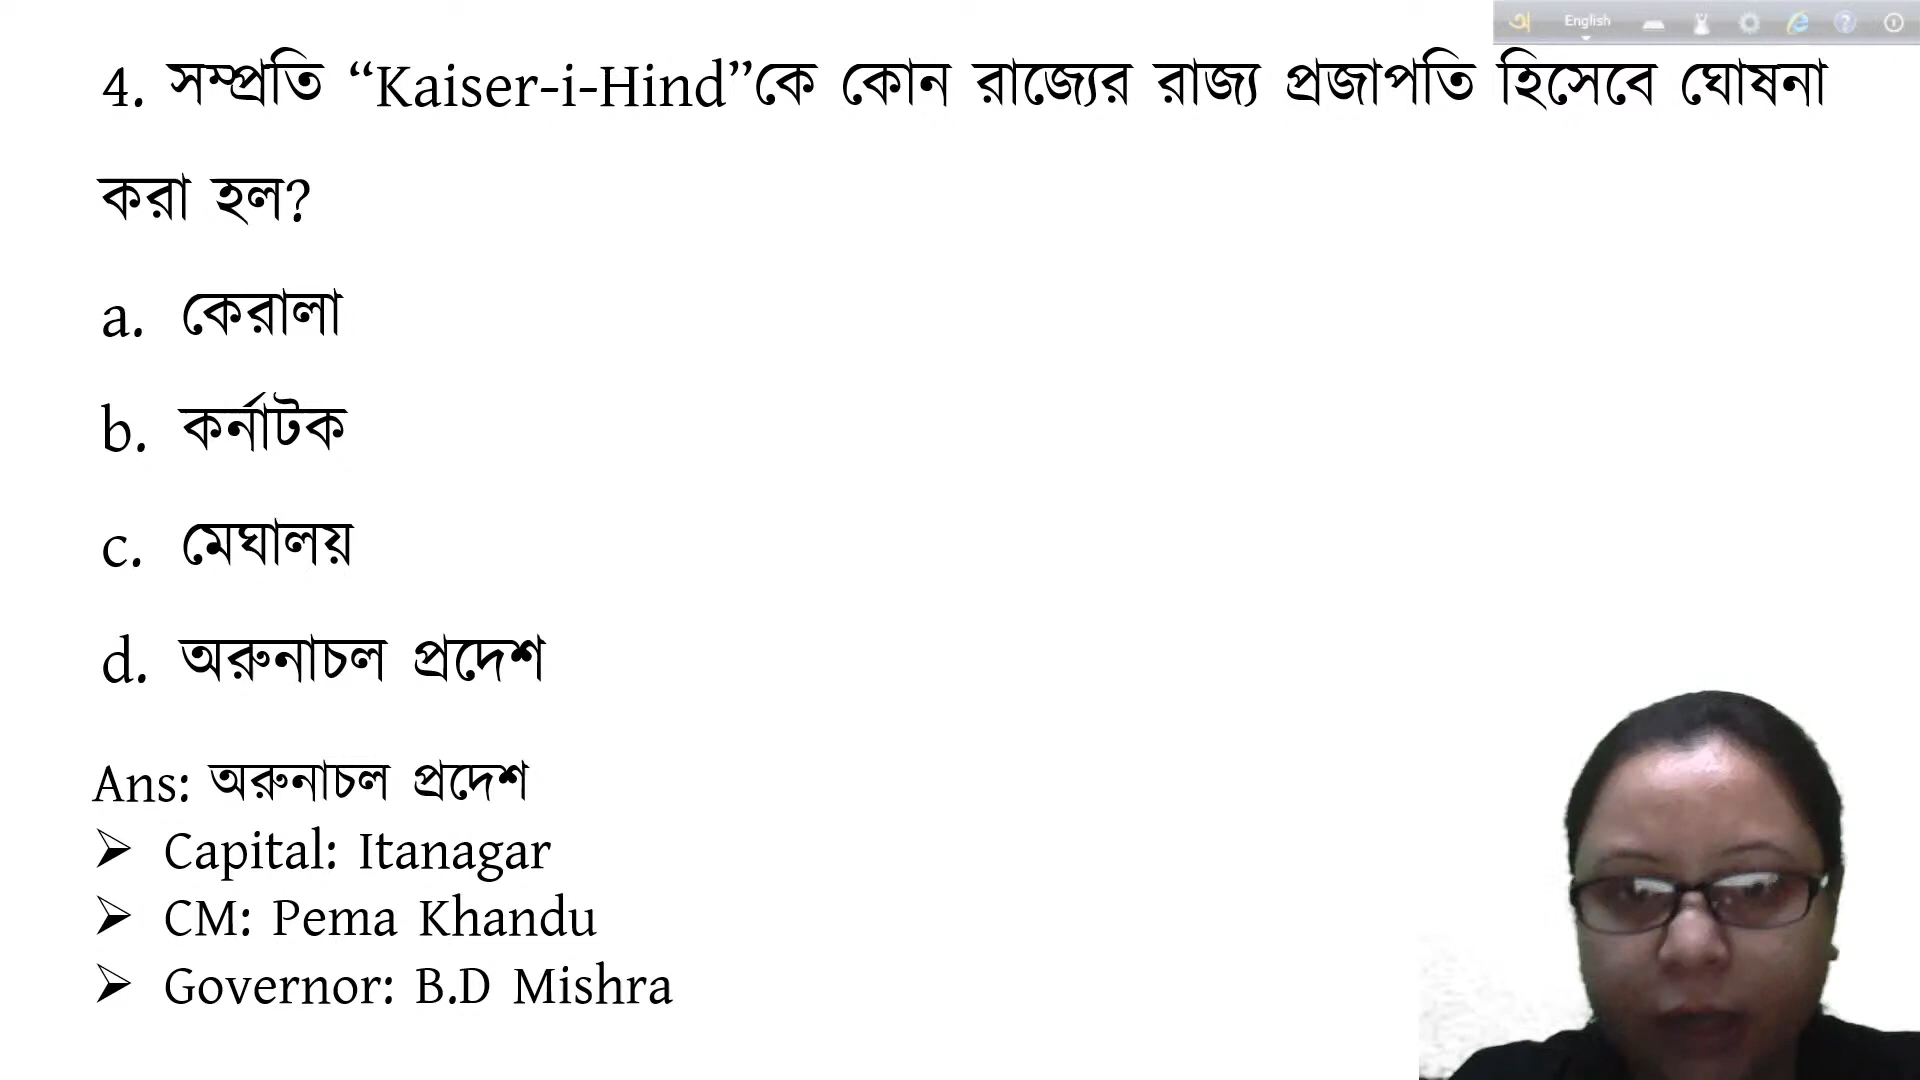 English
4. সম্প্রতি “Kaiser-i-Hind”কে কোন রাজ্যের রাজ্য প্রজাপতি হিসেবে ঘোষনা
করা হল?
a. কেরালা
b. কর্নাটক
c. মেঘালয়
d. অরুনাচল প্রদেশ
Ans: অরুনাচল প্রদেশ
➢ Capital: Itanagar
➢ CM: Pema Khandu
➢ Governor: B.D Mishra